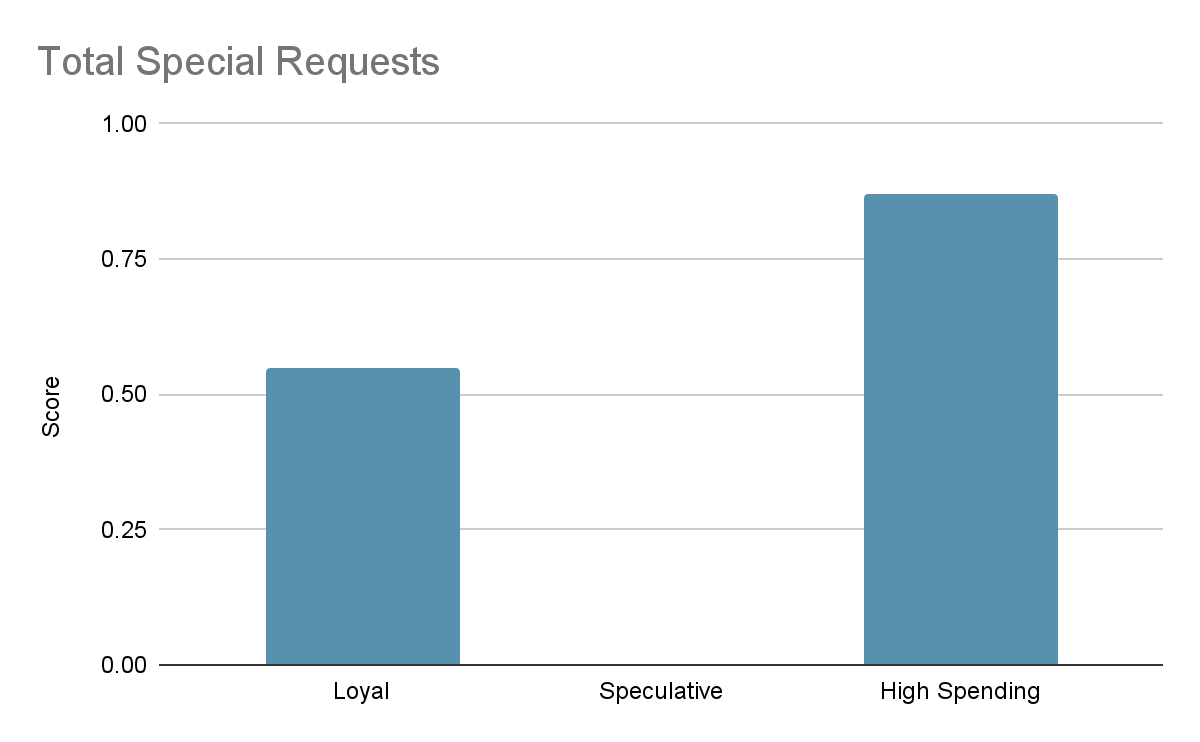 Total Special Requests
1.00
0.75
0.50
0.25
0.00
Score
Loyal
Speculative
High Spending